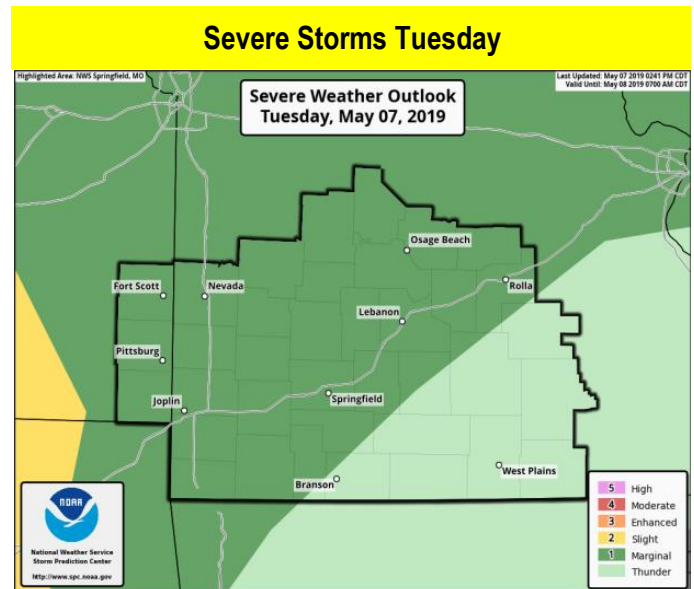 Severe Storms Tuesday
Highlighted Area: NWS Springfield, MO
Last Updated: May 07 2019 0241 PM CDT
Valid Until: May 08 2019 0700 AM CDT
Severe Weather Outlook
Tuesday, May 07, 2019
Osage Beach
Fort Scott
Nevada
Rolla
Lebanon
Pittsburg
Joplin
Springfield
Branson
West Plains
NOAA
National Weather Service
Storm Prediction Center
http://www.spc.noaa.gov
5 High
4 Moderate
3 Enhanced
2 Slight
1 Marginal
Thunder